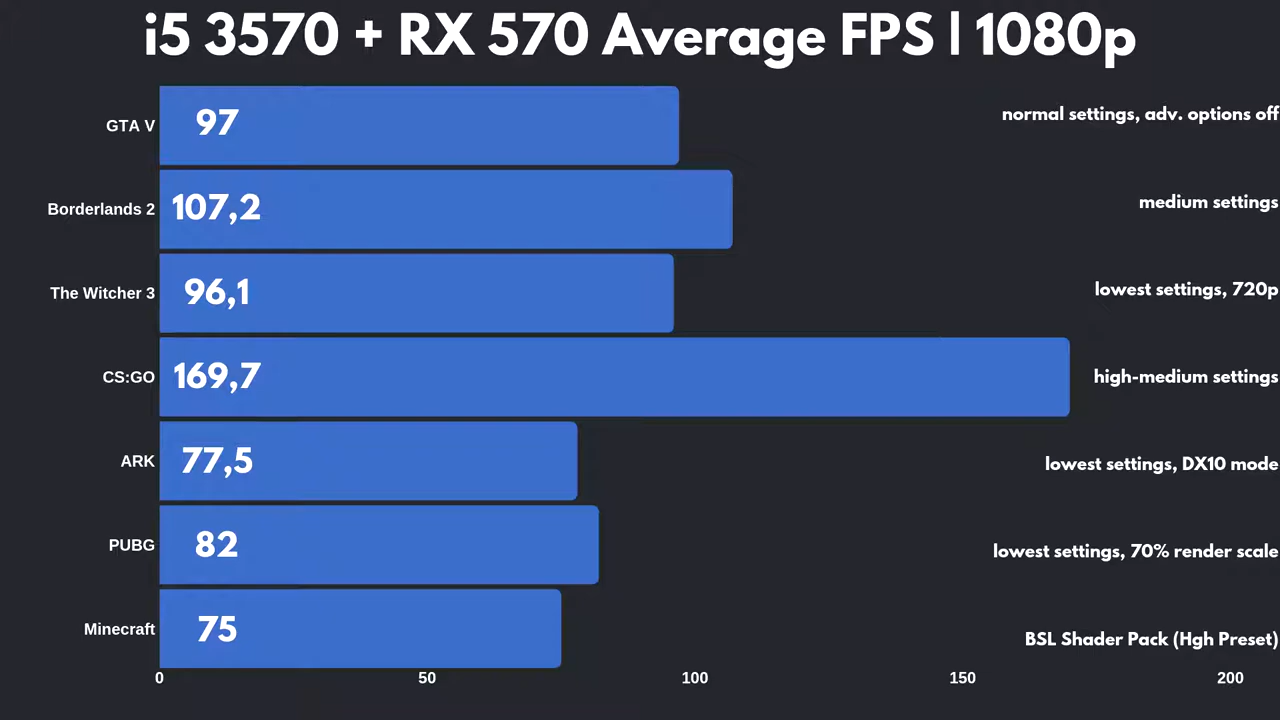 i5 3570 + RX 570 Average FPS | 1080p
GTA V 97 normal settings, adv. options off
Borderlands 2 107,2 medium settings
The Witcher 3 96,1 lowest settings, 720p
CS:GO 169,7 high-medium settings
ARK 77,5 lowest settings, DX10 mode
PUBG 82 lowest settings, 70% render scale
Minecraft 75 BSL Shader Pack (Hgh Preset)
0 50 100 150 200